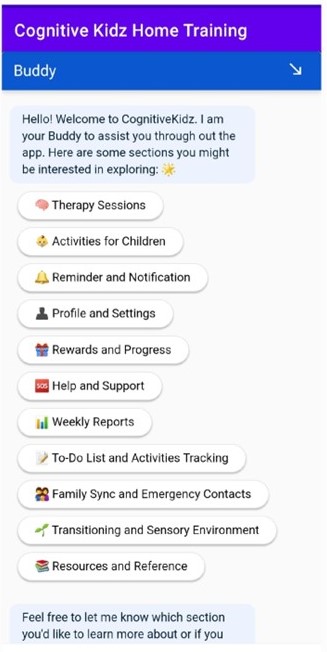 Cognitive Kidz Home Training
Buddy
Hello! Welcome to CognitiveKidz. I am
your Buddy to assist you through out the
app. Here are some sections you might
be interested in exploring: 🌟
🧠 Therapy Sessions
👶 Activities for Children
🔔 Reminder and Notification
👤 Profile and Settings
🎁 Rewards and Progress
🆘 Help and Support
📊 Weekly Reports
📝 To-Do List and Activities Tracking
👨‍👩‍👧‍👦 Family Sync and Emergency Contacts
🌱 Transitioning and Sensory Environment
📚 Resources and Reference
Feel free to let me know which section
you'd like to learn more about or if you